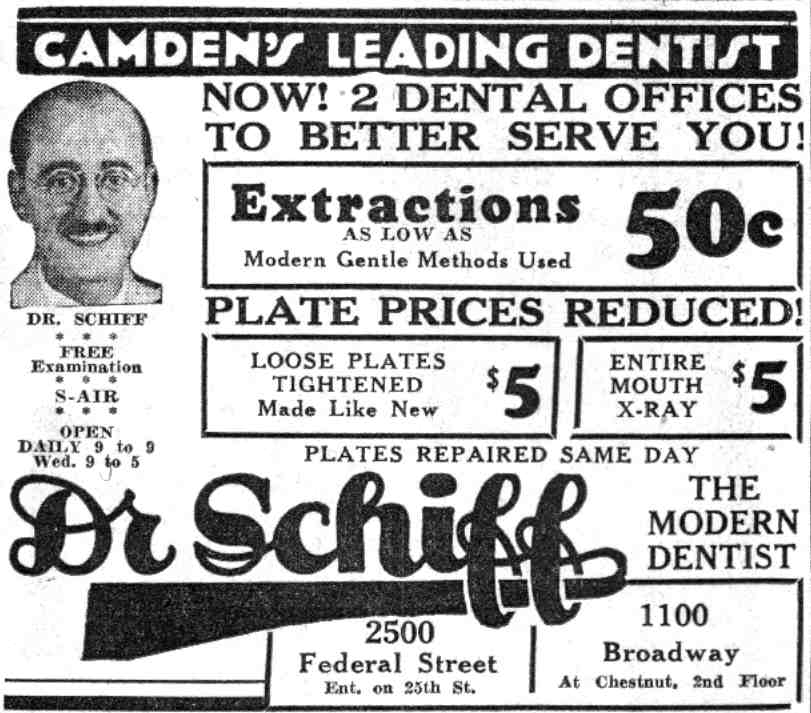 CAMDEN'S LEADING DENTIST
NOW! 2 DENTAL OFFICES
TO BETTER SERVE YOU!
Extractions
AS LOW AS
Modern Gentle Methods Used
50c
DR. SCHIFF
* * *
FREE
Examination
* * *
S-AIR
* * *
OPEN
DAILY 9 to 9
Wed. 9 to 5
PLATE PRICES REDUCED!
LOOSE PLATES
TIGHTENED
Made Like New
$5
ENTIRE
MOUTH
X-RAY
$5
PLATES REPAIRED SAME DAY
Dr Schiff
THE
MODERN
DENTIST
2500
Federal Street
Ent. on 25th St.
1100
Broadway
At Chestnut, 2nd Floor